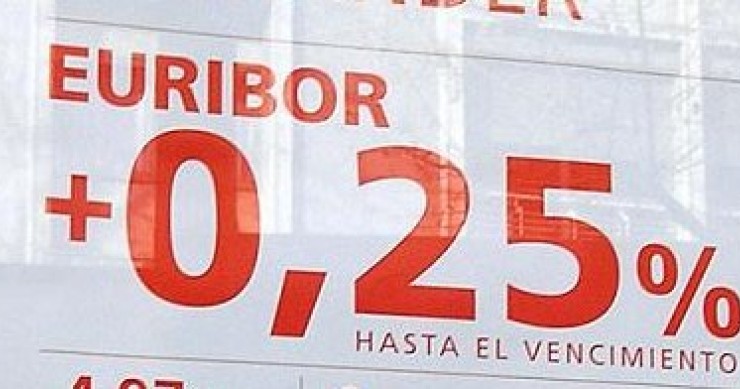 EURIBOR
+0,25%
HASTA EL VENCIMIENTO